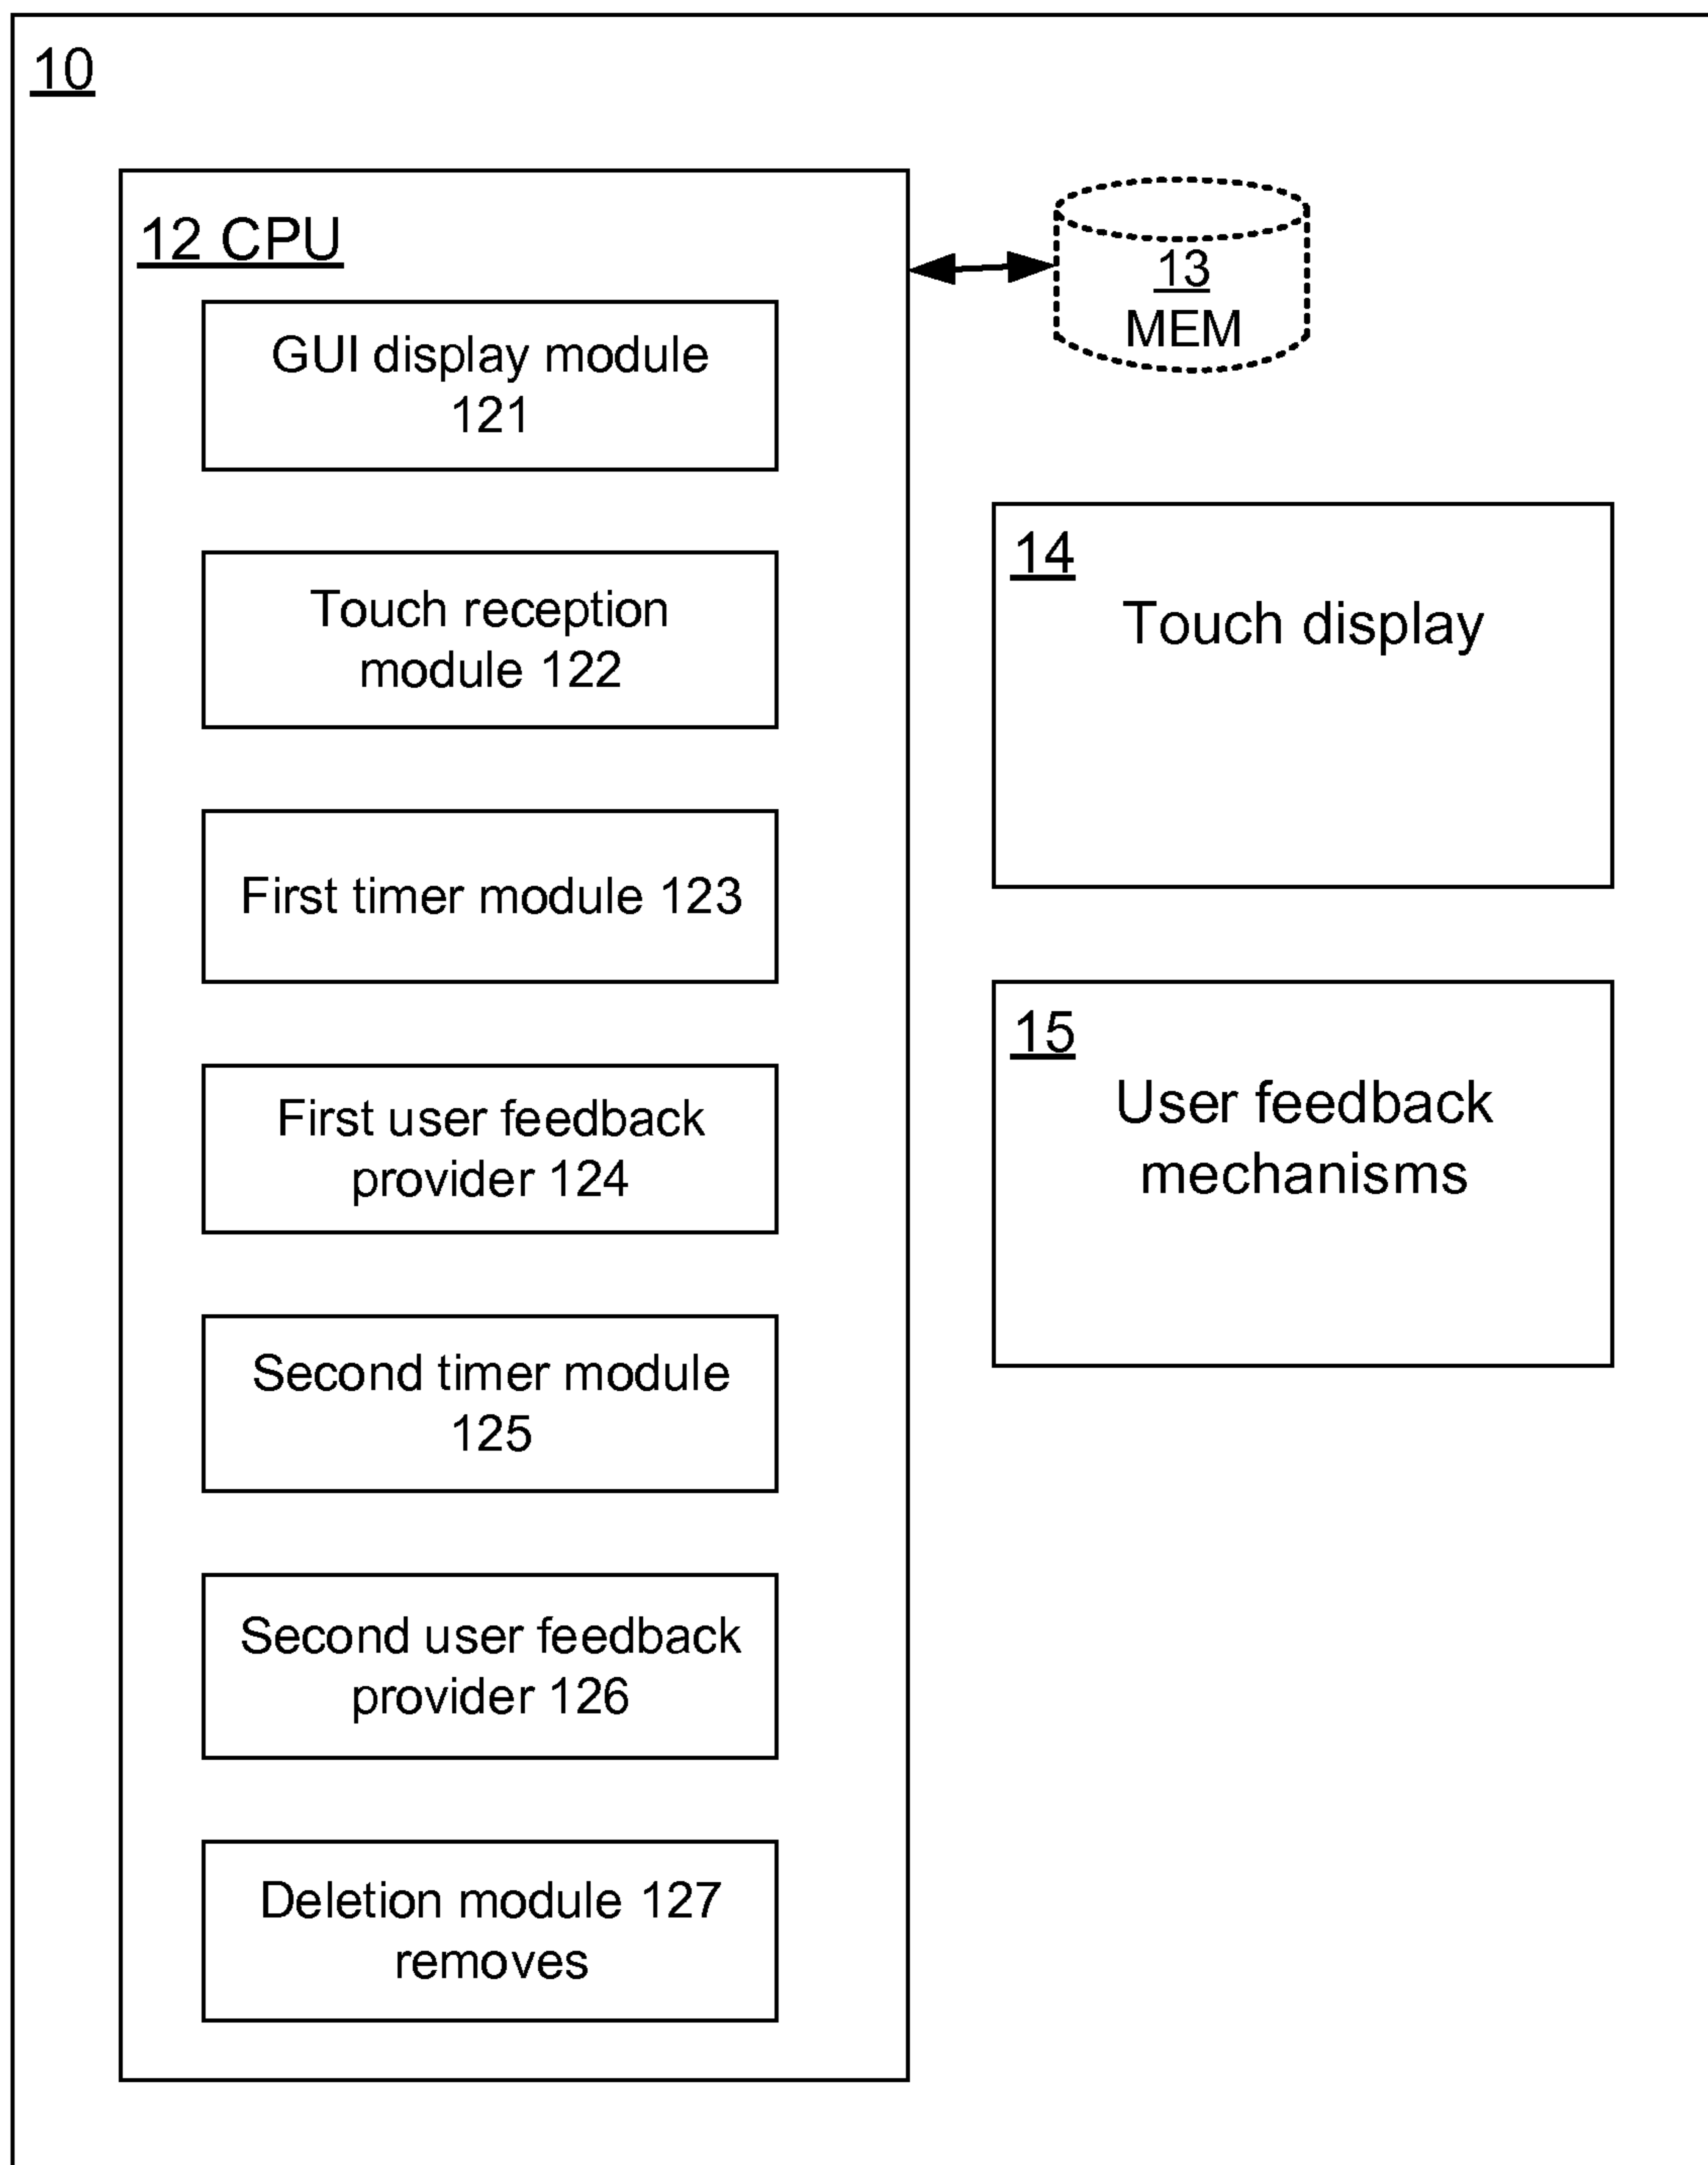 10
12 CPU
GUI display module
121
Touch reception
module 122
First timer module 123
First user feedback
provider 124
Second timer module
125
Second user feedback
provider 126
Deletion module 127
removes
13
MEM
14
Touch display
15
User feedback
mechanisms